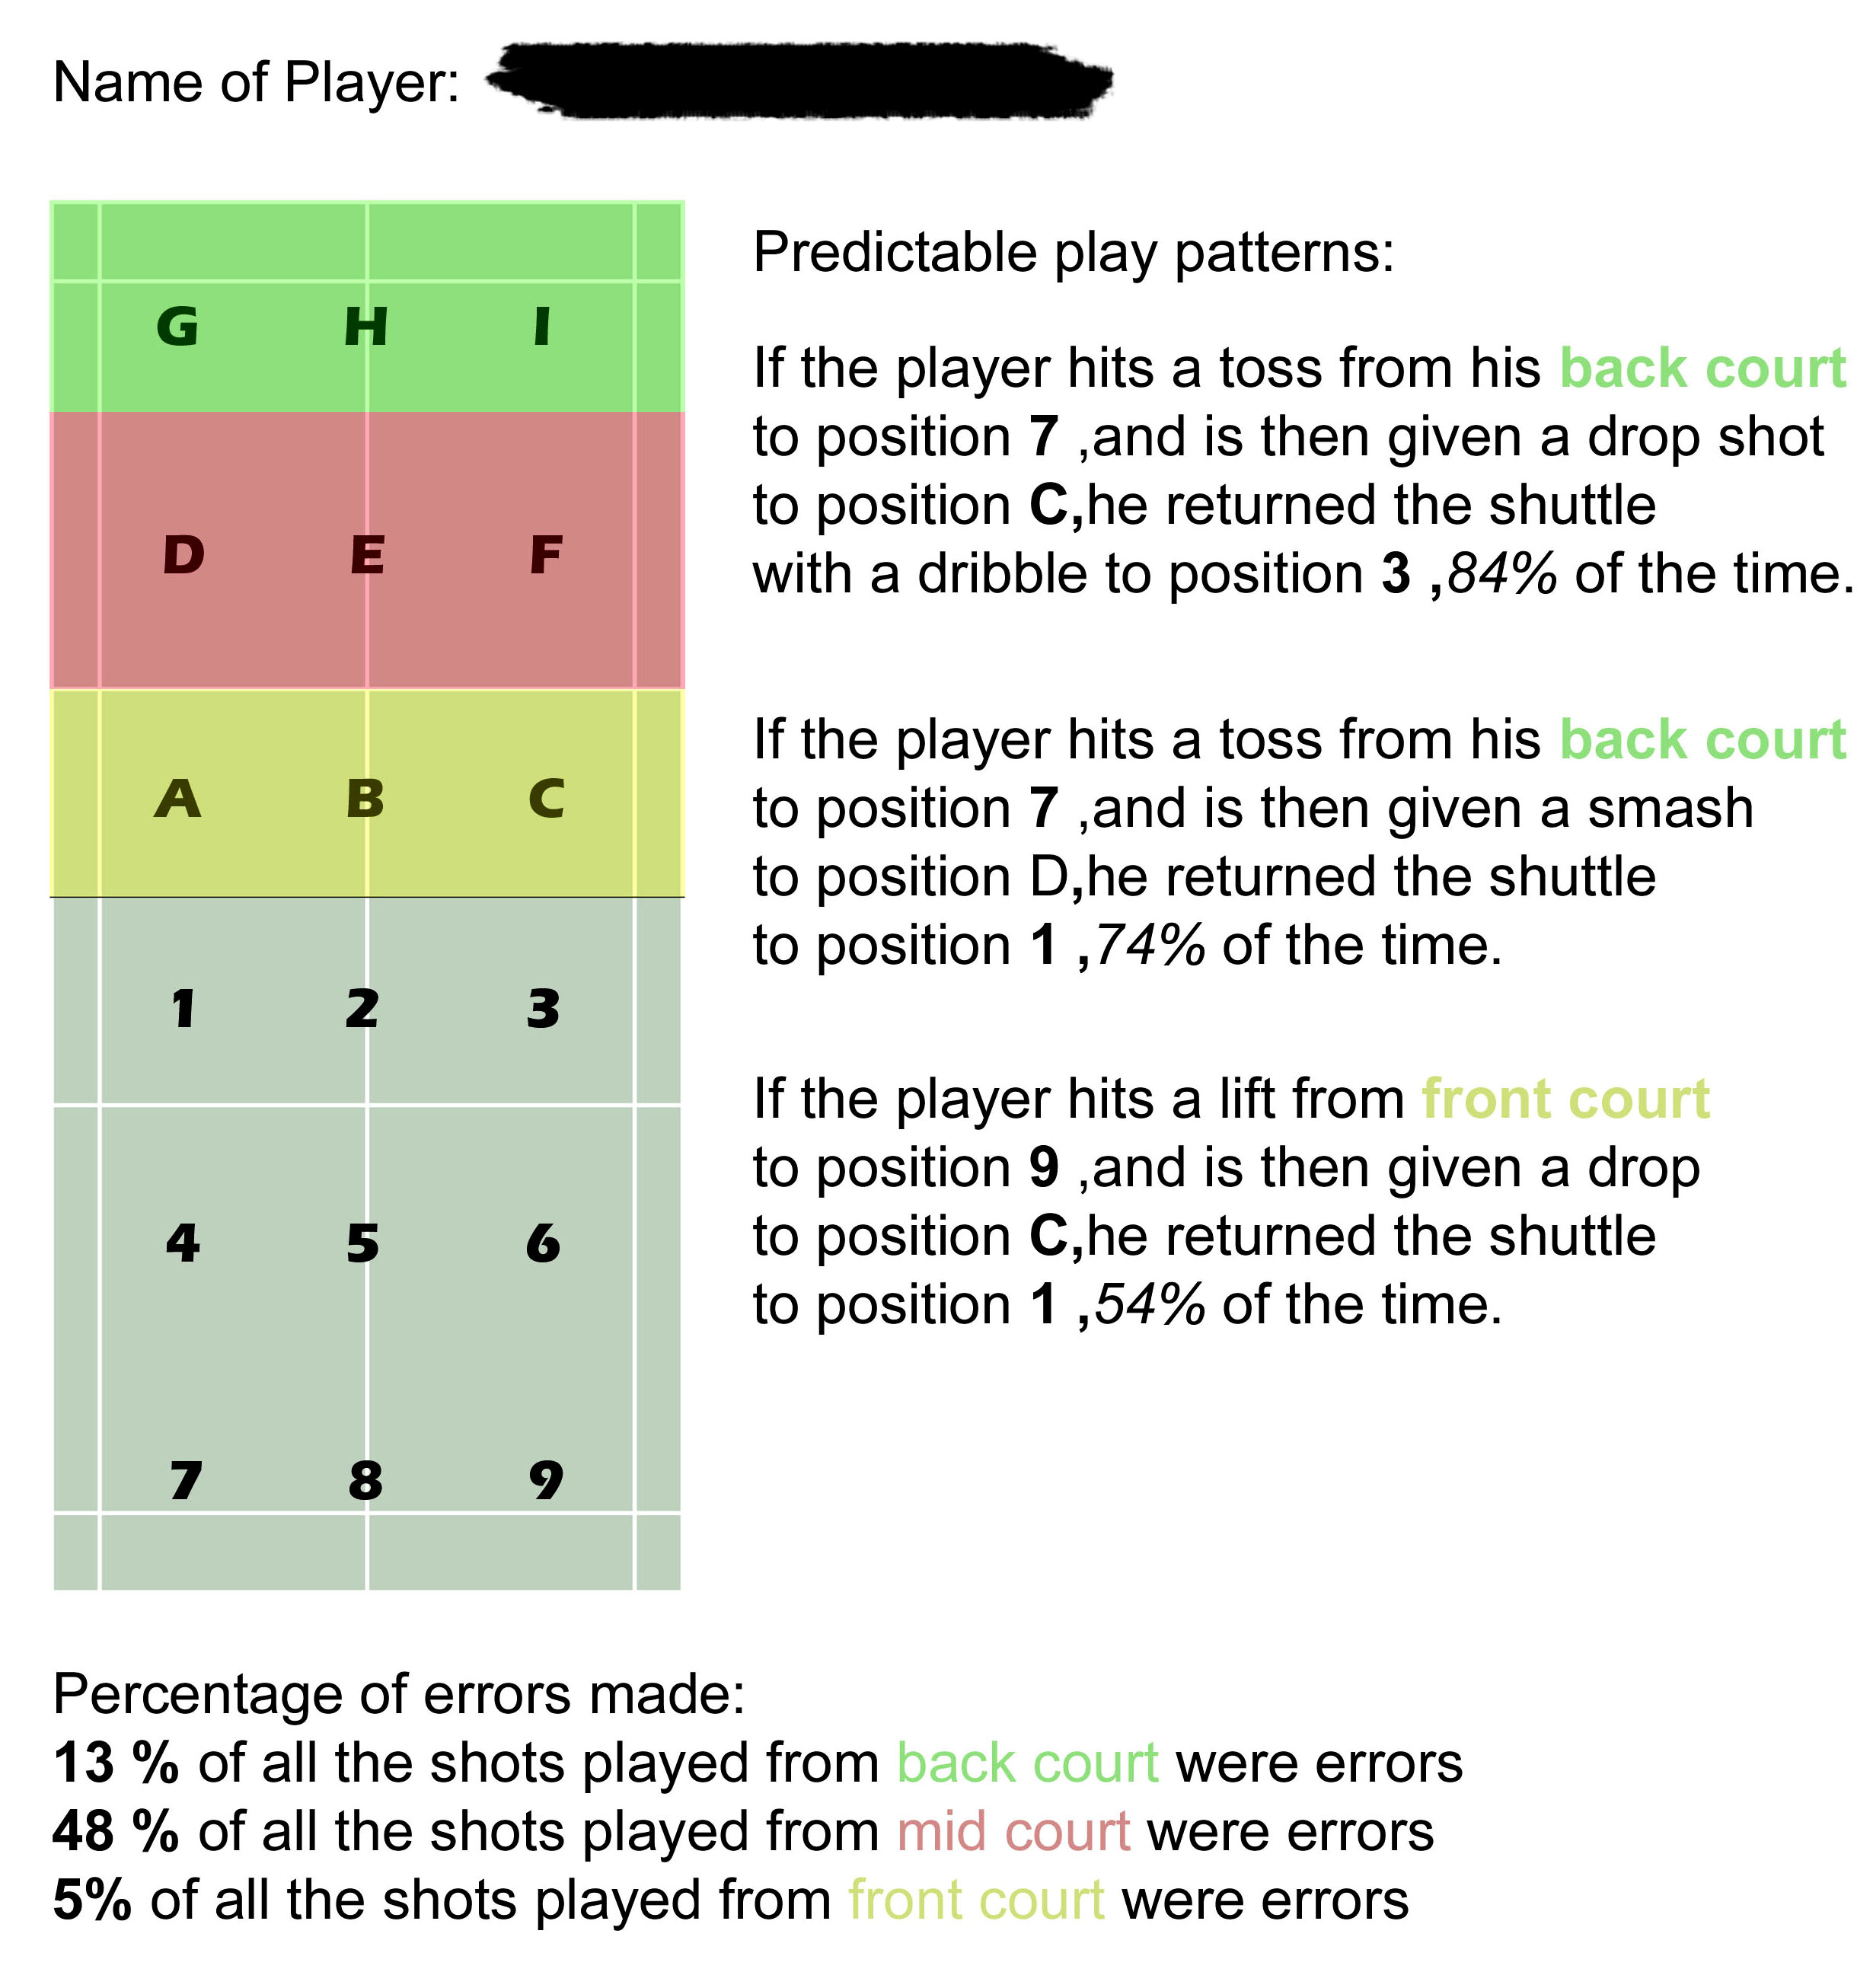 Name of Player:
G H I
D E F
A B C
1 2 3
4 5 6
7 8 9
Predictable play patterns:
If the player hits a toss from his back court
to position 7 ,and is then given a drop shot
to position C,he returned the shuttle
with a dribble to position 3 ,84% of the time.
If the player hits a toss from his back court
to position 7 ,and is then given a smash
to position D,he returned the shuttle
to position 1 ,74% of the time.
If the player hits a lift from front court
to position 9 ,and is then given a drop
to position C,he returned the shuttle
to position 1 ,54% of the time.
Percentage of errors made:
13 % of all the shots played from back court were errors
48 % of all the shots played from mid court were errors
5% of all the shots played from front court were errors